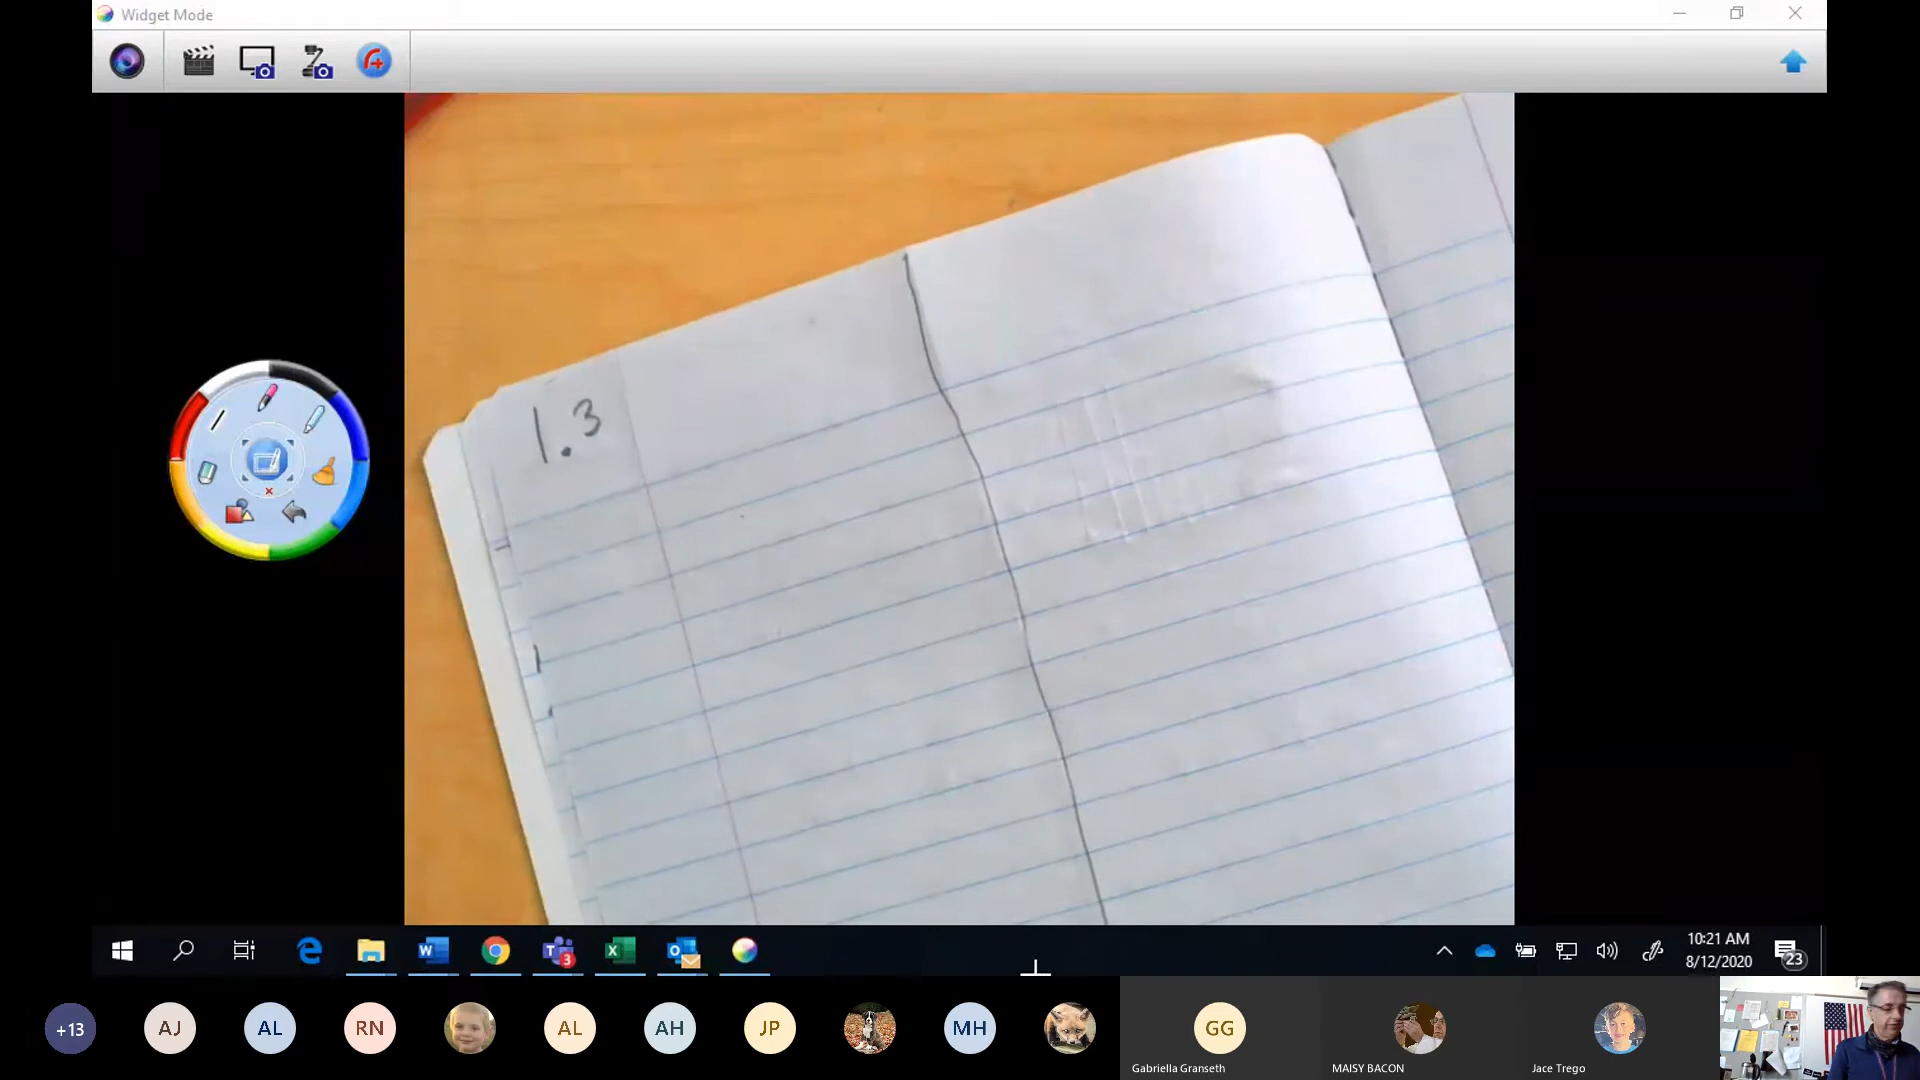 Widget Mode
1.3
10:21 AM
8/12/2020
23
3
+13
AJ
AL
RN
AL
AH
JP
MH
GG
Gabriella Granseth
MAISY BACON
Jace Trego